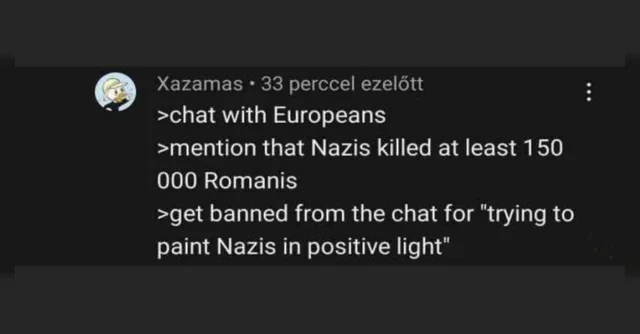 Xazamas • 33 perccel ezelőtt
>chat with Europeans
>mention that Nazis killed at least 150
000 Romanis
>get banned from the chat for "trying to
paint Nazis in positive light"